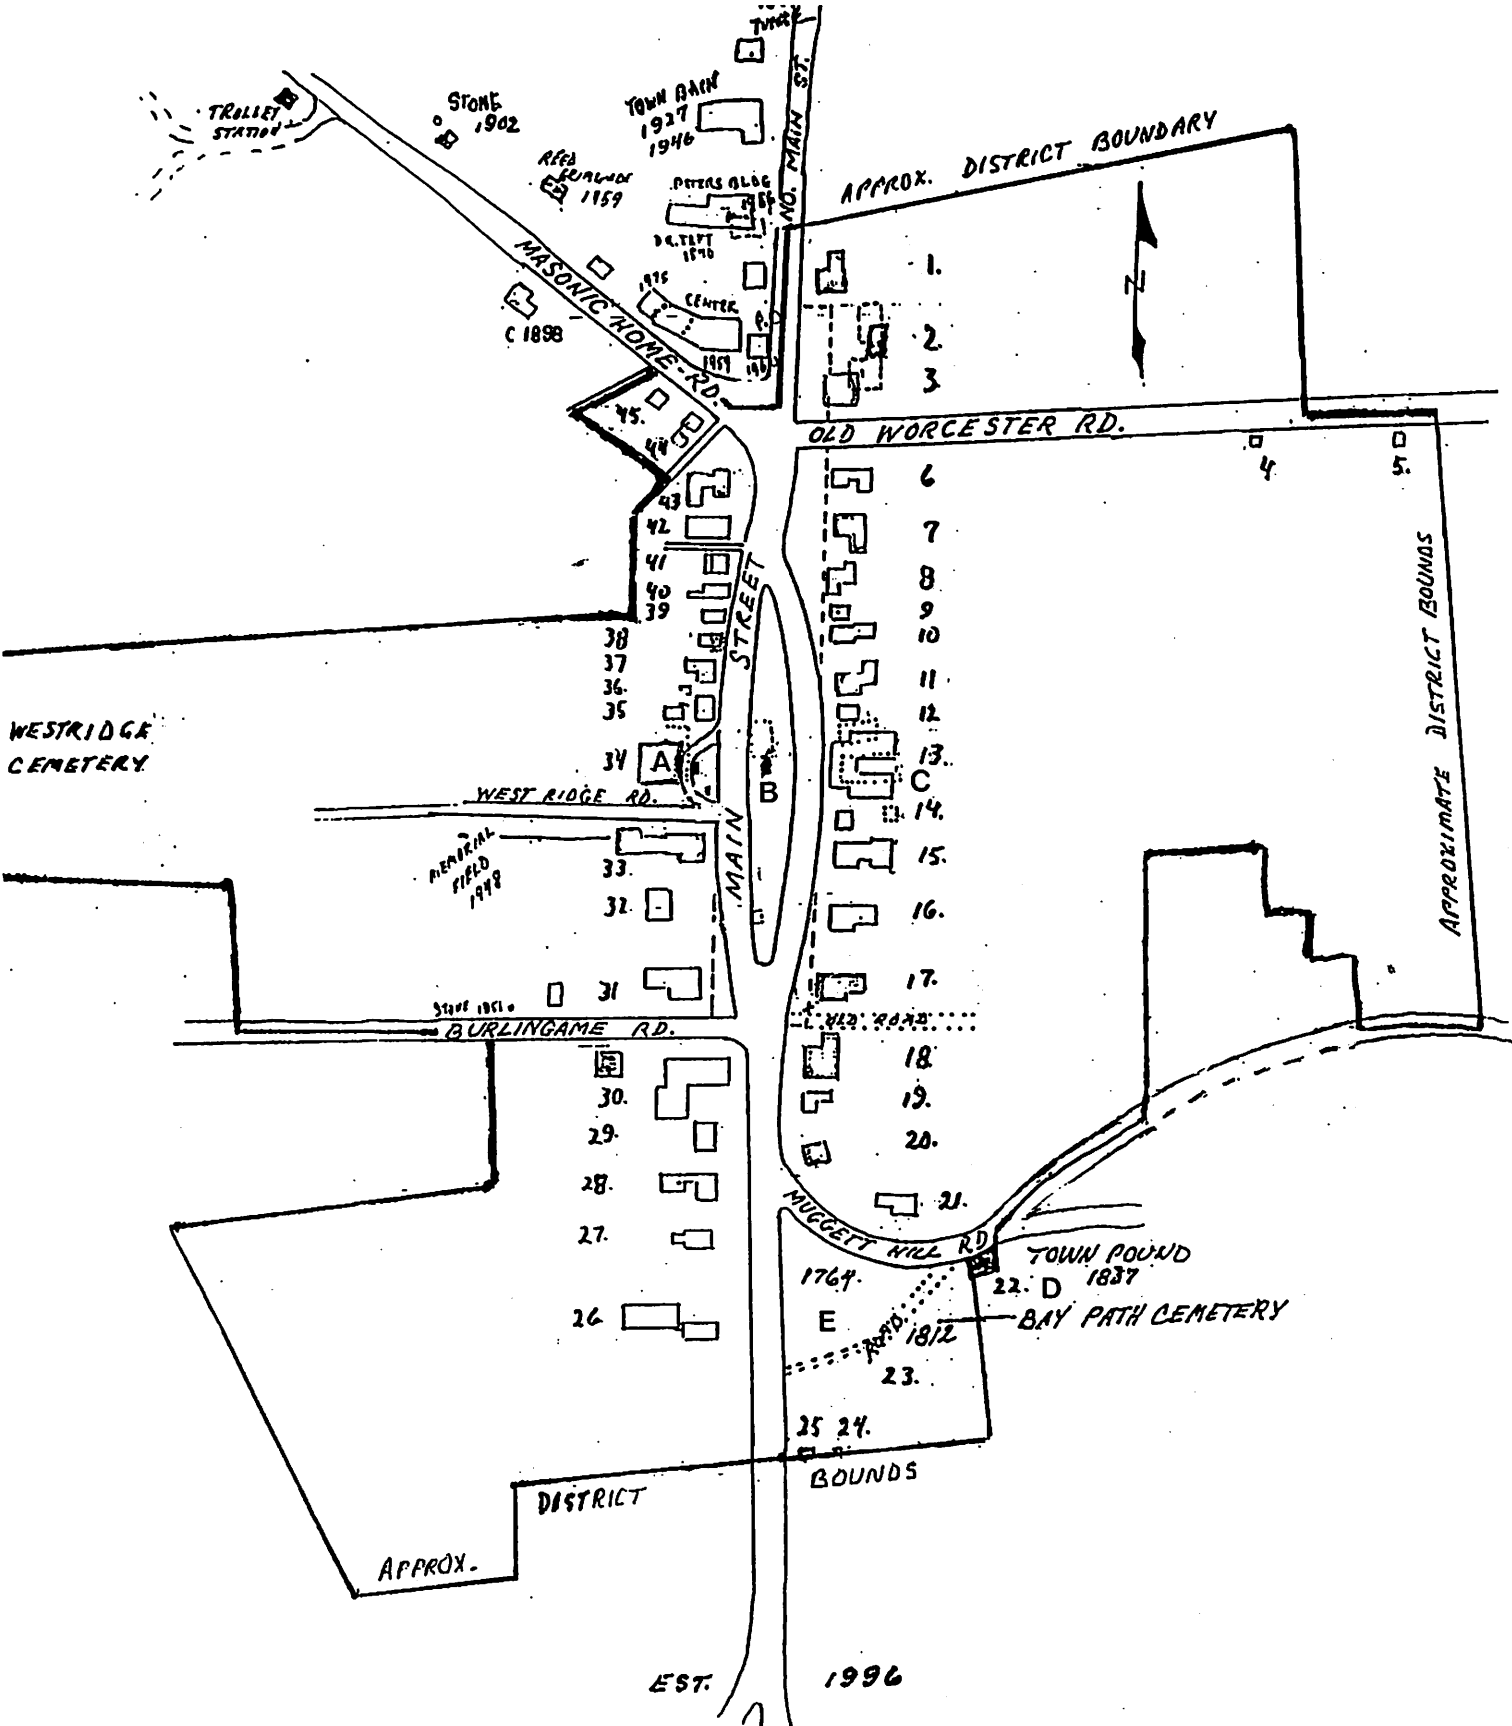 TROLLEY
STATION
STONE
1902
TOWN BARN
1927
1946
NO. MAIN ST.
REED
1959
PETERS BLDG
DR. TAFT
1890
APPROX. DISTRICT BOUNDARY
N
MASONIC HOME RD.
1975
CENTER
1959
C 1898
1.
2.
3.
OLD WORCESTER RD.
4.
5.
45.
44
43
42
41
40
39
38
37
36.
35
34
A
6
7
8
9
10
11
12
13.
C
14.
15.
16.
17.
STREET
MAIN
B
APPROXIMATE DISTRICT BOUNDS
WESTRIDGE
CEMETERY
WEST RIDGE RD.
MEMORIAL
FIELD
1948
33.
32.
31
STONE 1851.
BURLINGAME RD.
OLD ROAD
18.
19.
20.
21.
30.
29.
28.
27.
26
MUGGETT HILL RD
TOWN POUND
1837
22. D
1764.
E
ROAD.
1812
BAY PATH CEMETERY
23.
25 24.
BOUNDS
DISTRICT
APPROX.
EST. 1996